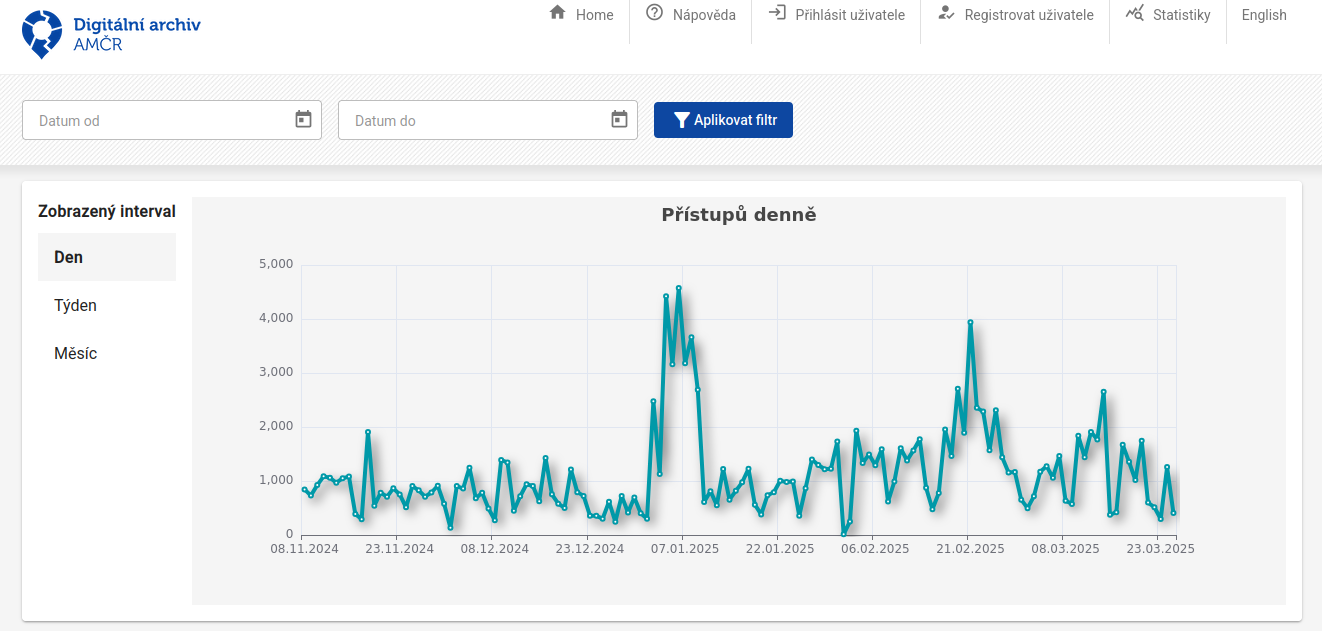 Digitální archiv
AMČR
Home
Nápověda
Přihlásit uživatele
Registrovat uživatele
Statistiky
English
Datum od
Datum do
Aplikovat filtr
Zobrazený interval
Den
Týden
Měsíc
Přístupů denně
5,000
4,000
3,000
2,000
1,000
0
08.11.2024
23.11.2024
08.12.2024
23.12.2024
07.01.2025
22.01.2025
06.02.2025
21.02.2025
08.03.2025
23.03.2025